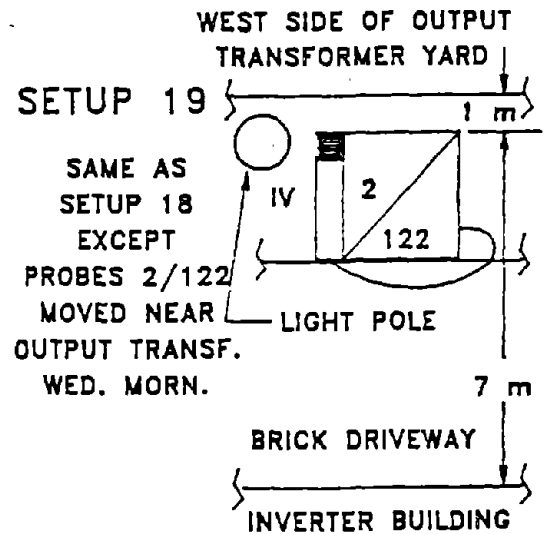 WEST SIDE OF OUTPUT
TRANSFORMER YARD
SETUP 19
1 m
SAME AS
SETUP 18
EXCEPT
PROBES 2/122
MOVED NEAR
OUTPUT TRANSF.
WED. MORN.
IV
2
122
LIGHT POLE
7 m
BRICK DRIVEWAY
INVERTER BUILDING